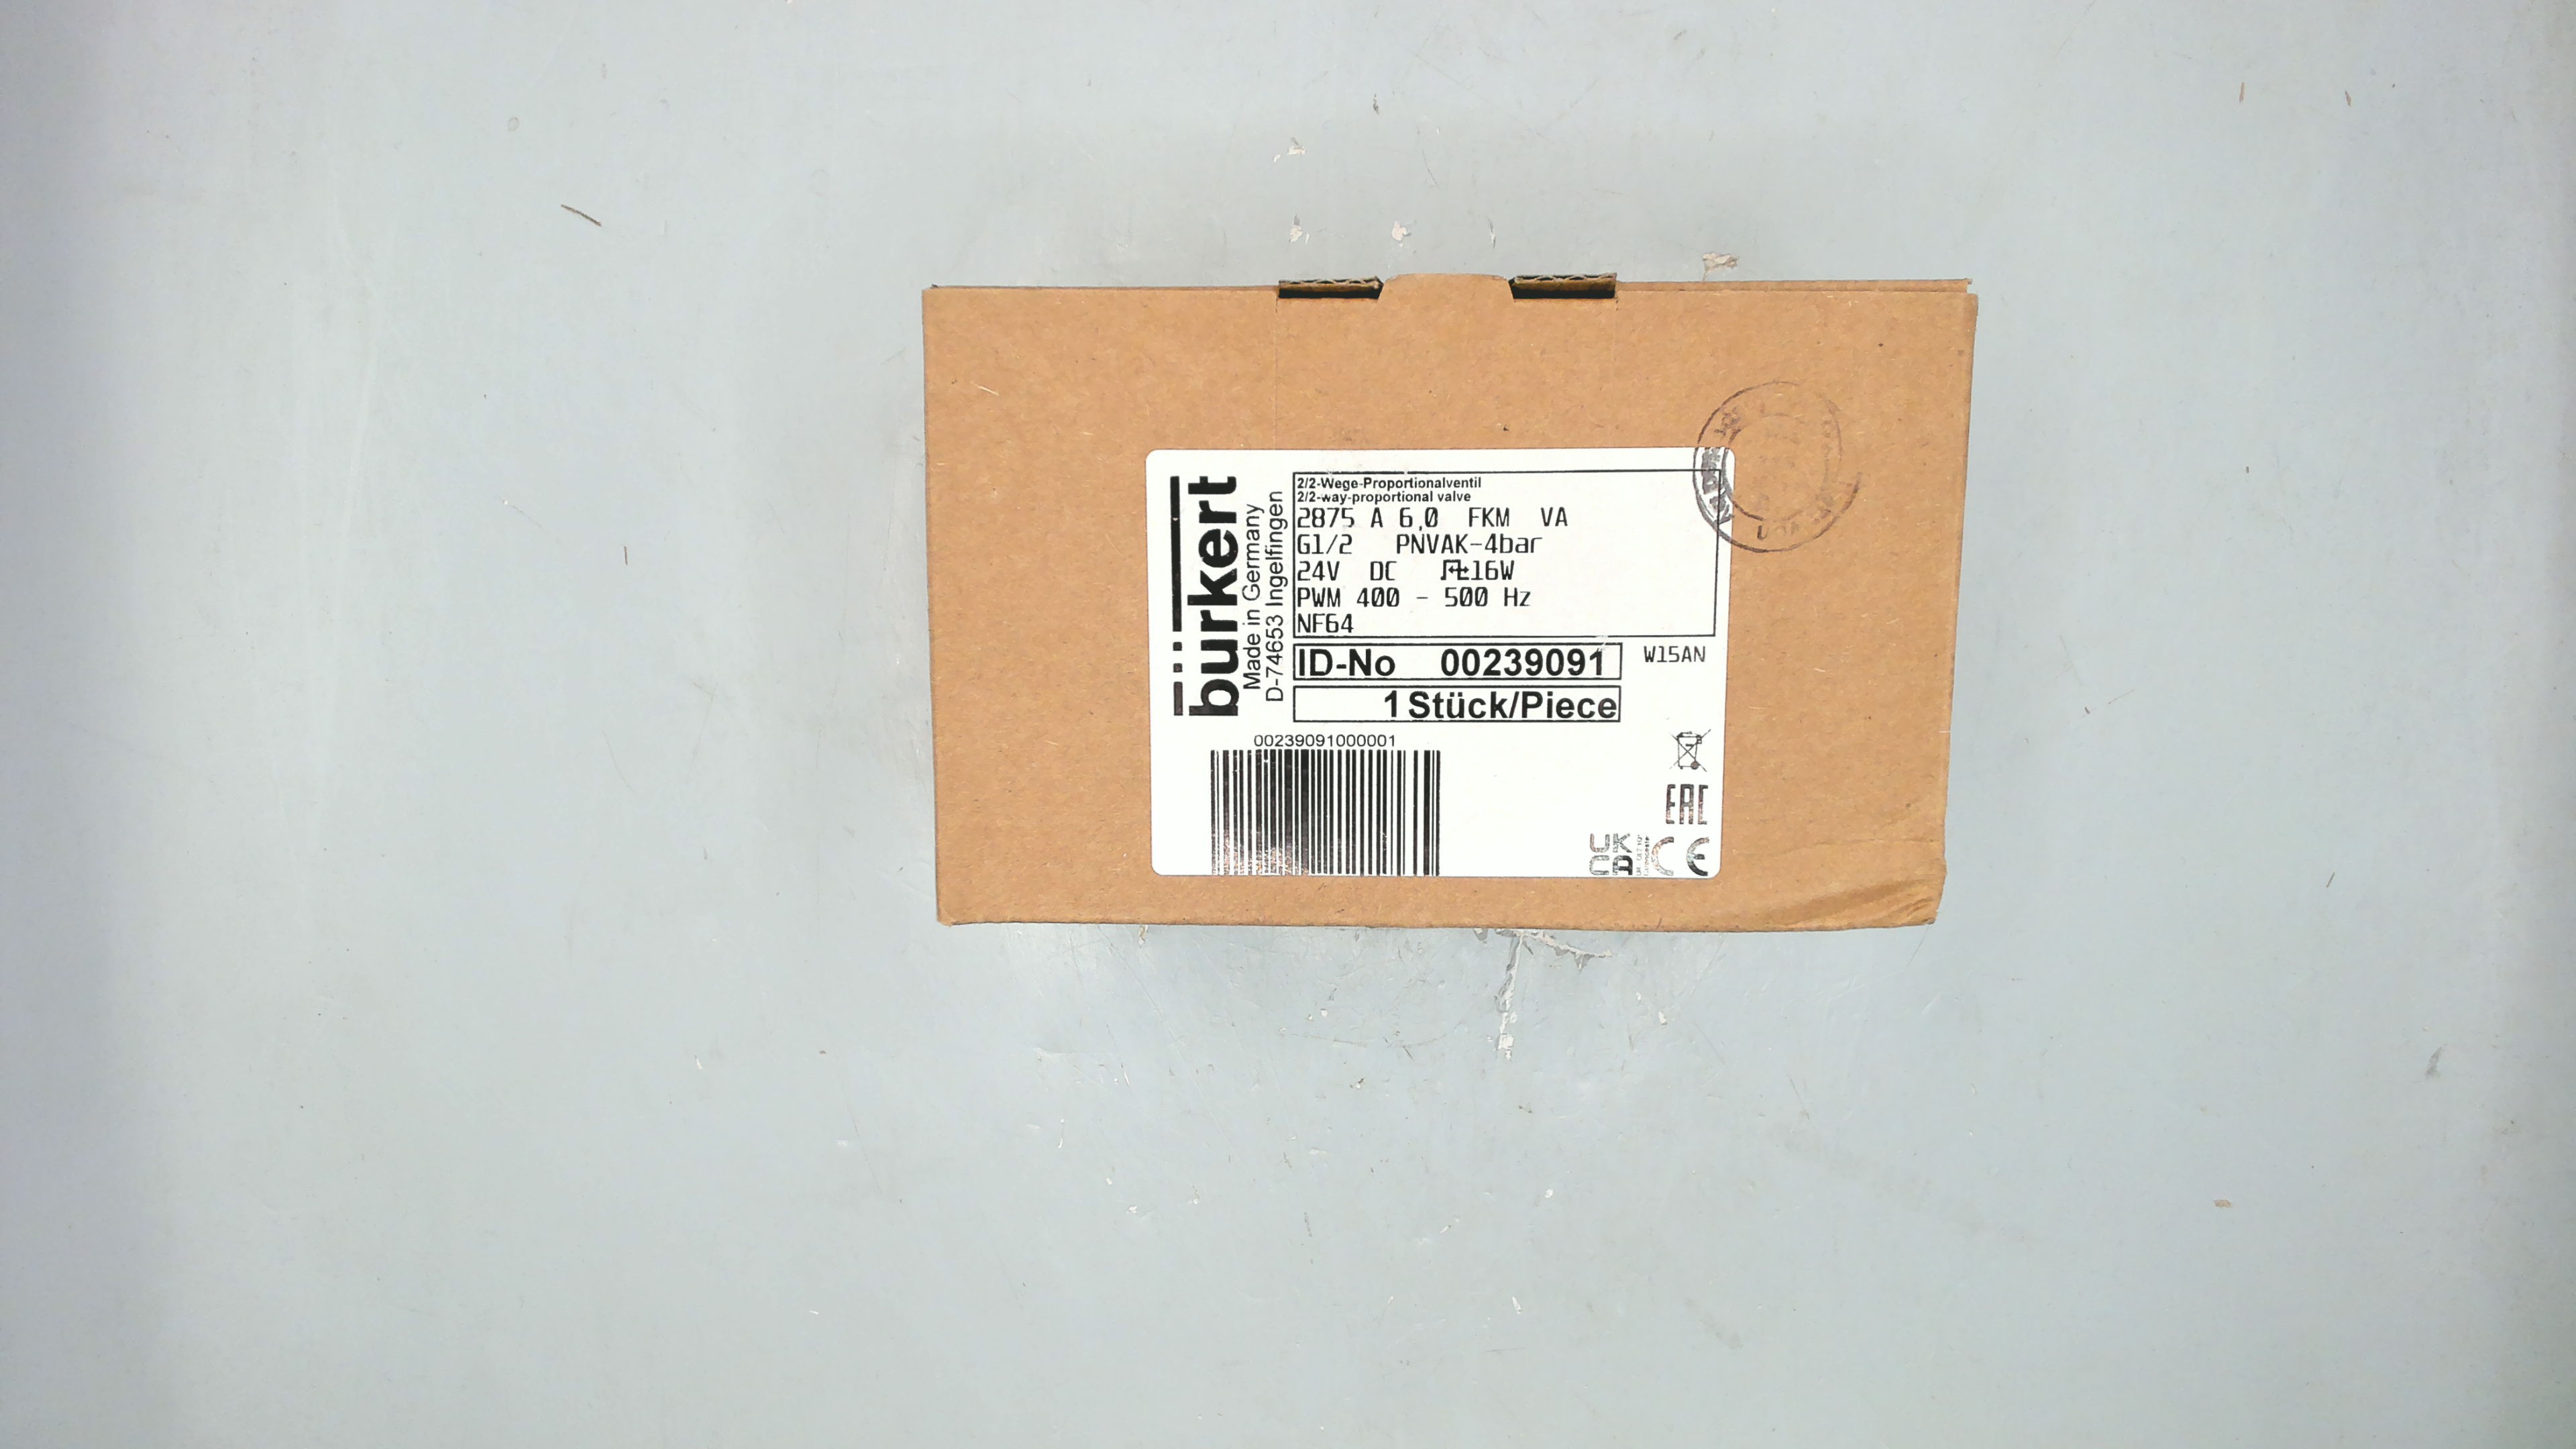 burkert
Made in Germany
D-74653 Ingelfingen
2/2-Wege-Proportionalventil
2/2-way-proportional valve
2875 A 6,0 FKM VA
G1/2 PNVAK-4bar
24V DC 16W
PWM 400 - 500 Hz
NF64
ID-No 00239091
W15AN
1 Stück/Piece
00239091000001
EAC
UK
CA
CE